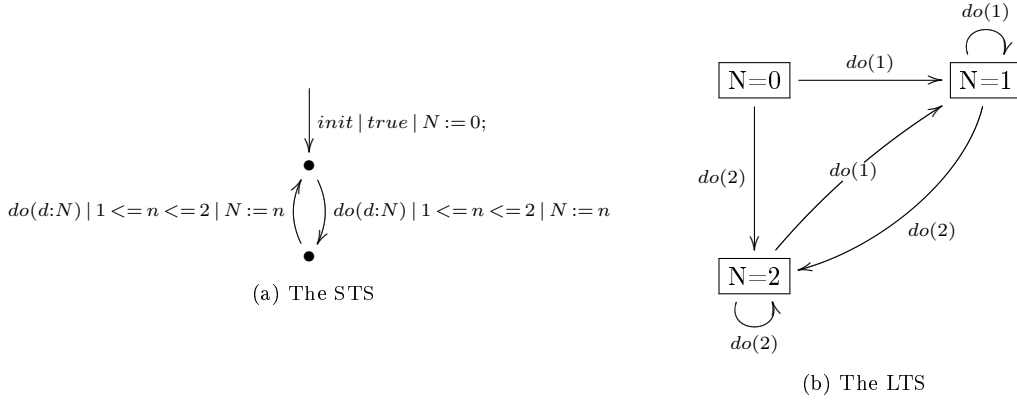 init | true | N := 0;
do(d:N) | 1 <= n <= 2 | N := n
do(d:N) | 1 <= n <= 2 | N := n
(a) The STS
do(1)
N=0
do(1)
N=1
do(2)
do(1)
do(2)
N=2
do(2)
(b) The LTS